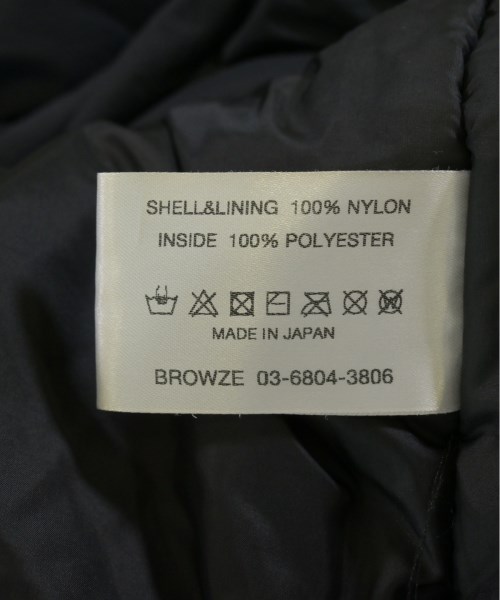 SHELL&LINING 100% NYLON
INSIDE 100% POLYESTER
MADE IN JAPAN
BROWZE 03-6804-3806